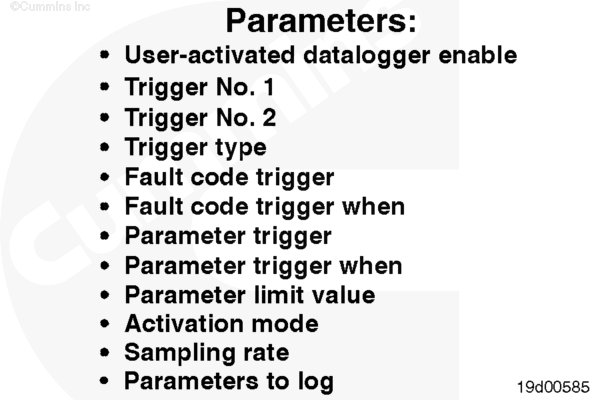 ©Cummins Inc
Parameters:
• User-activated datalogger enable
• Trigger No. 1
• Trigger No. 2
• Trigger type
• Fault code trigger
• Fault code trigger when
• Parameter trigger
• Parameter trigger when
• Parameter limit value
• Activation mode
• Sampling rate
• Parameters to log
19d00585
Cummins